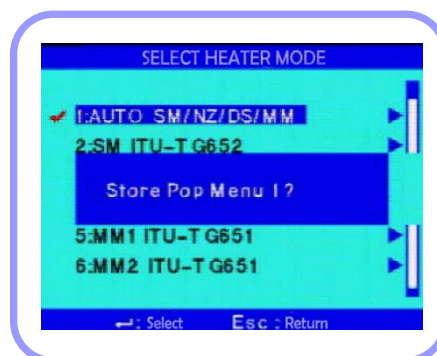 SELECT HEATER MODE
1:AUTO SM/NZ/DS/MM
2:SM ITU-T G652
Store Pop Menu 1?
5:MM1 ITU-T G651
6:MM2 ITU-T G651
↵: Select Esc : Return